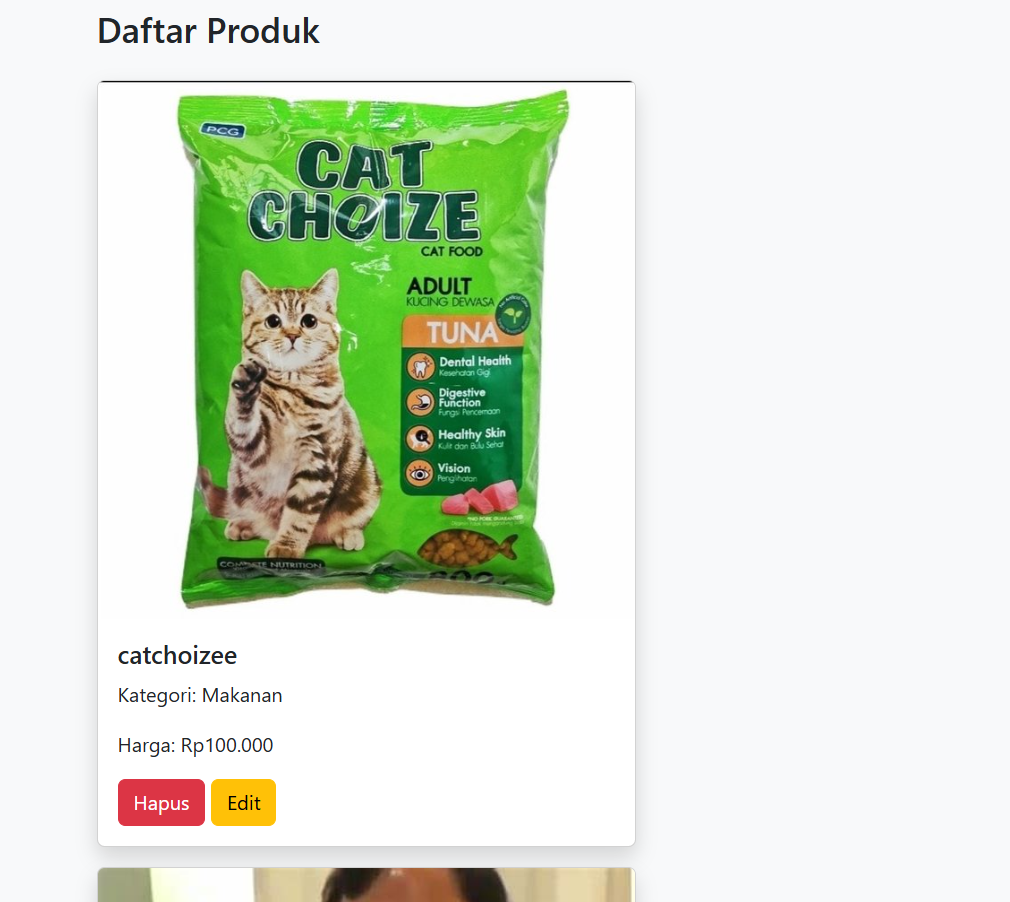 Daftar Produk
PCG
CAT
CHOIZE
CAT FOOD
ADULT
KUCING DEWASA
TUNA
Dental Health
Kesehatan Gigi
Digestive
Function
Fungsi Pencernaan
Healthy Skin
Kulit dan Bulu Sehat
Vision
Penglihatan
COMPLETE NUTRITION
catchoizee
Kategori: Makanan
Harga: Rp100.000
Hapus
Edit